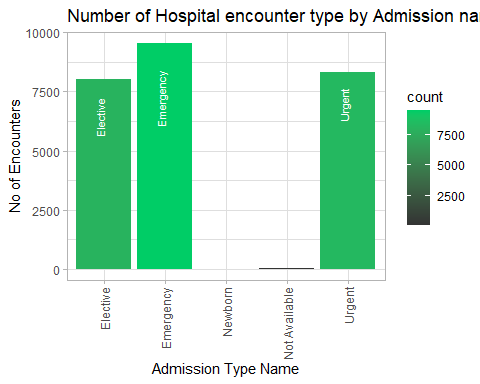 Number of Hospital encounter type by Admission nam
No of Encounters
10000
7500
5000
2500
0
Elective
Emergency
Urgent
Elective
Emergency
Newborn
Not Available
Urgent
Admission Type Name
count
7500
5000
2500